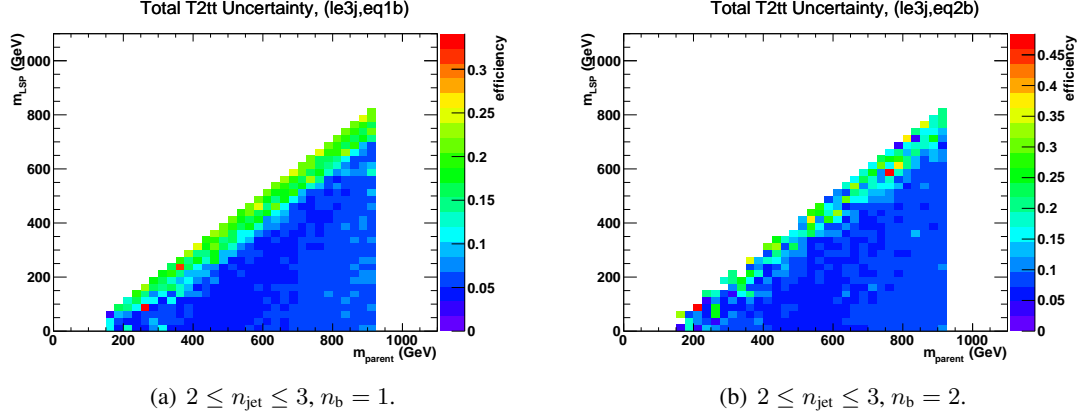 Total T2tt Uncertainty, (le3j,eq1b)
m_LSP (GeV)
1000
800
600
400
200
0
0 200 400 600 800 1000
m_parent (GeV)
0.3
0.25
0.2
0.15
0.1
0.05
0
efficiency
(a) 2 ≤ n_jet ≤ 3, n_b = 1.
Total T2tt Uncertainty, (le3j,eq2b)
m_LSP (GeV)
1000
800
600
400
200
0
0 200 400 600 800 1000
m_parent (GeV)
0.45
0.4
0.35
0.3
0.25
0.2
0.15
0.1
0.05
0
efficiency
(b) 2 ≤ n_jet ≤ 3, n_b = 2.